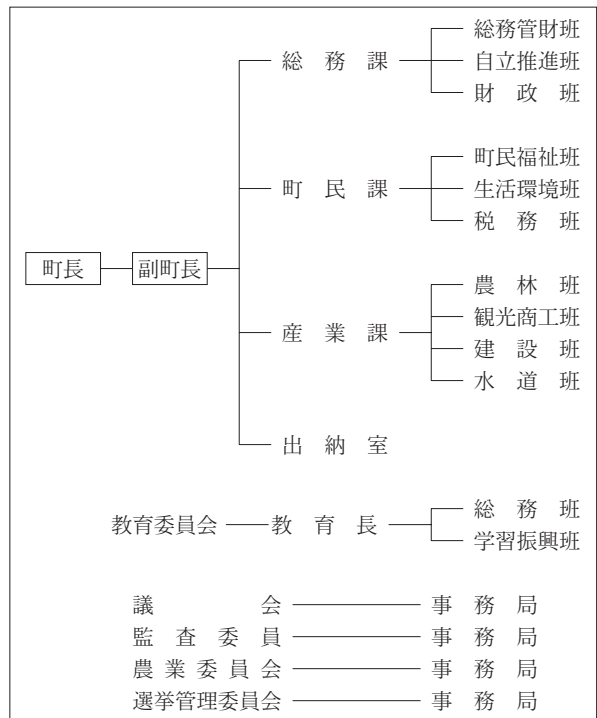 総務課
総務管財班
自立推進班
財政班
町民課
町民福祉班
生活環境班
税務班
町長
副町長
産業課
農林班
観光商工班
建設班
水道班
出納室
教育委員会
教育長
総務班
学習振興班
議会 事務局
監査委員 事務局
農業委員会 事務局
選挙管理委員会 事務局